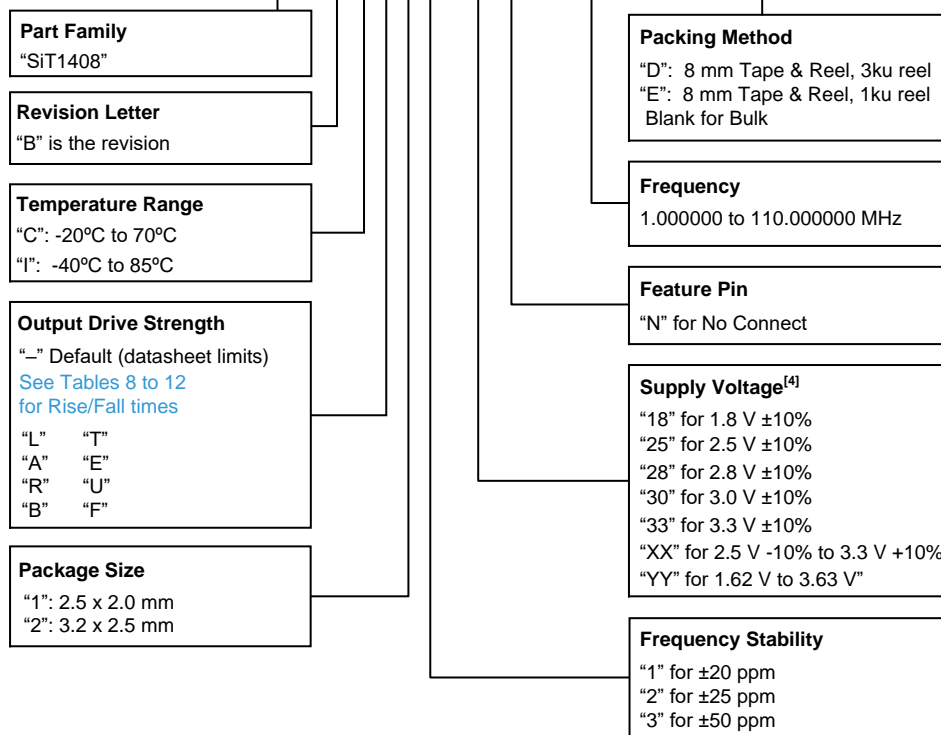 Part Family
“SiT1408”
Revision Letter
“B” is the revision
Temperature Range
“C”: -20ºC to 70ºC
“I”: -40ºC to 85ºC
Output Drive Strength
“–” Default (datasheet limits)
See Tables 8 to 12
for Rise/Fall times
“L” “T”
“A” “E”
“R” “U”
“B” “F”
Package Size
“1”: 2.5 x 2.0 mm
“2”: 3.2 x 2.5 mm
Packing Method
“D”: 8 mm Tape & Reel, 3ku reel
“E”: 8 mm Tape & Reel, 1ku reel
Blank for Bulk
Frequency
1.000000 to 110.000000 MHz
Feature Pin
“N” for No Connect
Supply Voltage[4]
“18” for 1.8 V ±10%
“25” for 2.5 V ±10%
“28” for 2.8 V ±10%
“30” for 3.0 V ±10%
“33” for 3.3 V ±10%
“XX” for 2.5 V -10% to 3.3 V +10%
“YY” for 1.62 V to 3.63 V”
Frequency Stability
“1” for ±20 ppm
“2” for ±25 ppm
“3” for ±50 ppm